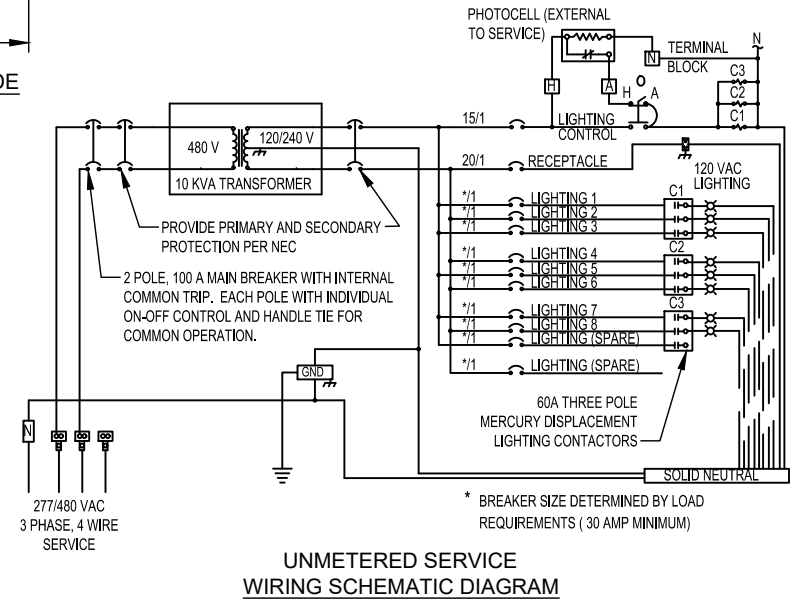 DE
PHOTOCELL (EXTERNAL
TO SERVICE)
N
TERMINAL
BLOCK
N
C3
C2
C1
H
A
H
O
A
15/1
LIGHTING
CONTROL
480 V
120/240 V
10 KVA TRANSFORMER
20/1
RECEPTACLE
120 VAC
LIGHTING
PROVIDE PRIMARY AND SECONDARY
PROTECTION PER NEC
2 POLE, 100 A MAIN BREAKER WITH INTERNAL
COMMON TRIP. EACH POLE WITH INDIVIDUAL
ON-OFF CONTROL AND HANDLE TIE FOR
COMMON OPERATION.
C1
*/1 LIGHTING 1
*/1 LIGHTING 2
*/1 LIGHTING 3
C2
*/1 LIGHTING 4
*/1 LIGHTING 5
*/1 LIGHTING 6
C3
*/1 LIGHTING 7
*/1 LIGHTING 8
*/1 LIGHTING (SPARE)
*/1 LIGHTING (SPARE)
GND
60A THREE POLE
MERCURY DISPLACEMENT
LIGHTING CONTACTORS
N
SOLID NEUTRAL
277/480 VAC
3 PHASE, 4 WIRE
SERVICE
* BREAKER SIZE DETERMINED BY LOAD
REQUIREMENTS ( 30 AMP MINIMUM)
UNMETERED SERVICE
WIRING SCHEMATIC DIAGRAM